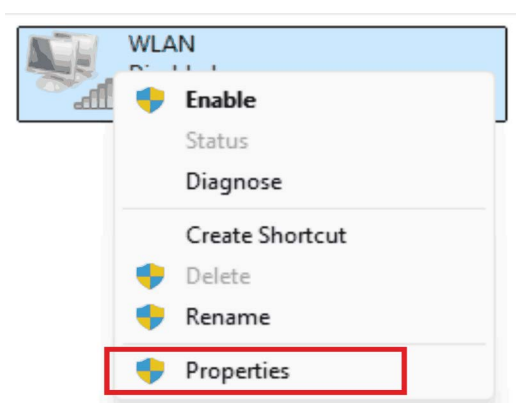 WLAN
Enable
Status
Diagnose
Create Shortcut
Delete
Rename
Properties